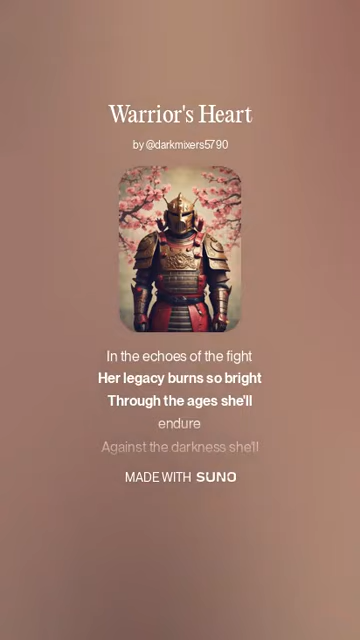 Warrior's Heart
by @darkmixers5790
In the echoes of the fight
Her legacy burns so bright
Through the ages she'll
endure
Against the darkness she'll
MADE WITH SUNO